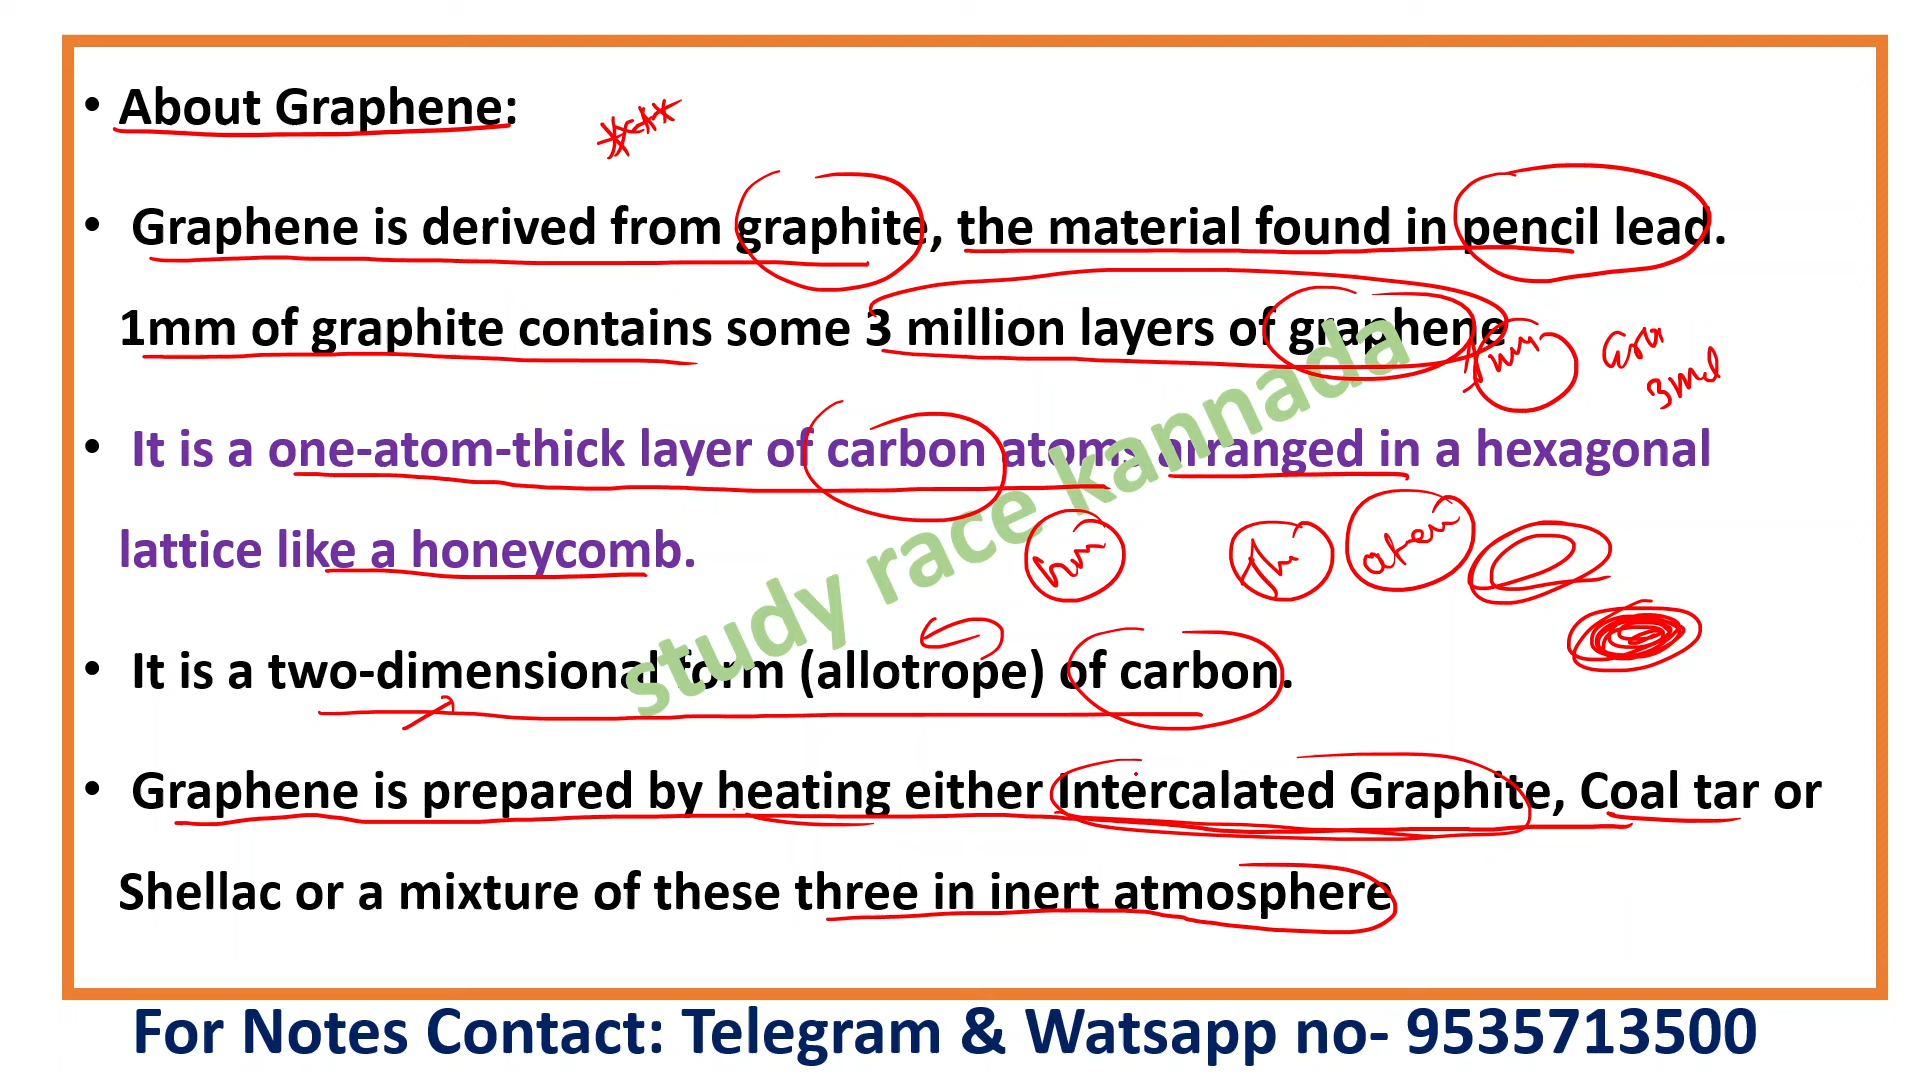 • About Graphene:
• Graphene is derived from graphite, the material found in pencil lead.
1mm of graphite contains some 3 million layers of graphene
• It is a one-atom-thick layer of carbon atoms arranged in a hexagonal
lattice like a honeycomb.
• It is a two-dimensional form (allotrope) of carbon.
• Graphene is prepared by heating either Intercalated Graphite, Coal tar or
Shellac or a mixture of these three in inert atmosphere
study race kannada
For Notes Contact: Telegram & Watsapp no- 9535713500